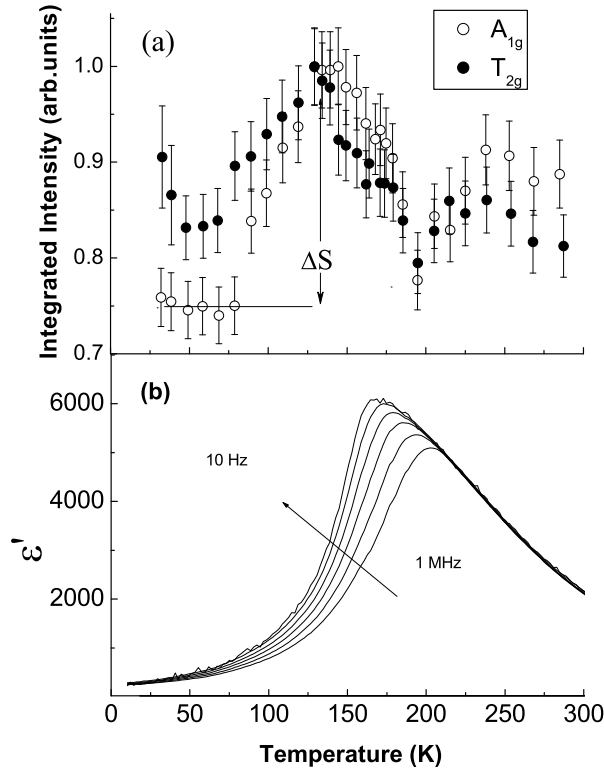 (a)
A1g
T2g
Integrated Intensity (arb.units)
1.0
0.9
0.8
0.7
ΔS
(b)
ε'
6000
4000
2000
10 Hz
1 MHz
0 50 100 150 200 250 300
Temperature (K)